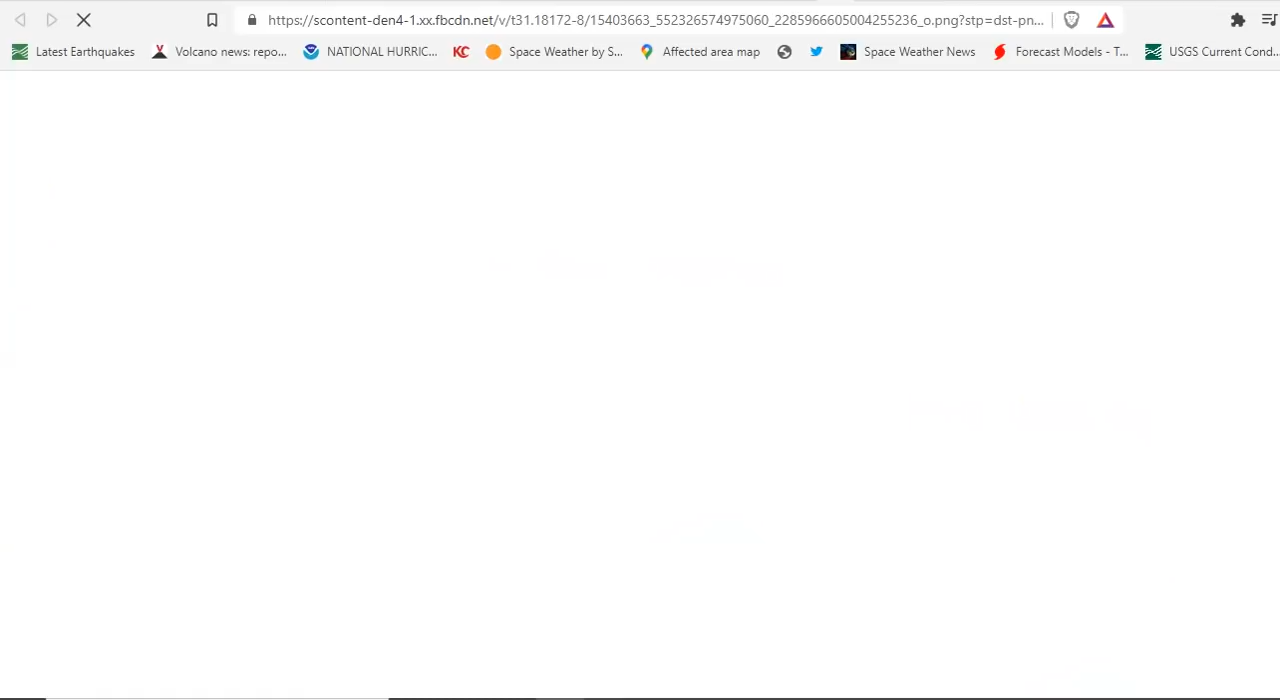 https://scontent-den4-1.xx.fbcdn.net/v/t31.18172-8/15403663_552326574975060_2285966605004255236_o.png?stp=dst-pn...
Latest Earthquakes Volcano news: repo... NATIONAL HURRIC... KC Space Weather by S... Affected area map Space Weather News Forecast Models - T... USGS Current Cond...